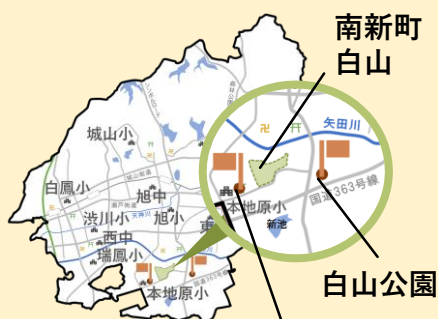 南新町
白山
城山小
矢田川
白鳳小
旭中
渋川小
旭小
西中
瑞鳳小
東
本地原小
国道363号線
新池
本地原小
白山公園